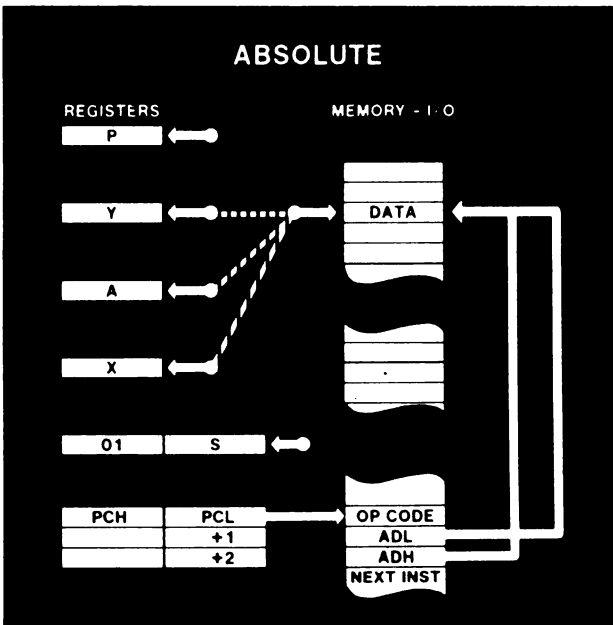 ABSOLUTE
REGISTERS
MEMORY - I/O
P
Y
DATA
A
X
01 S
PCH PCL OP CODE
+1 ADL
+2 ADH
NEXT INST